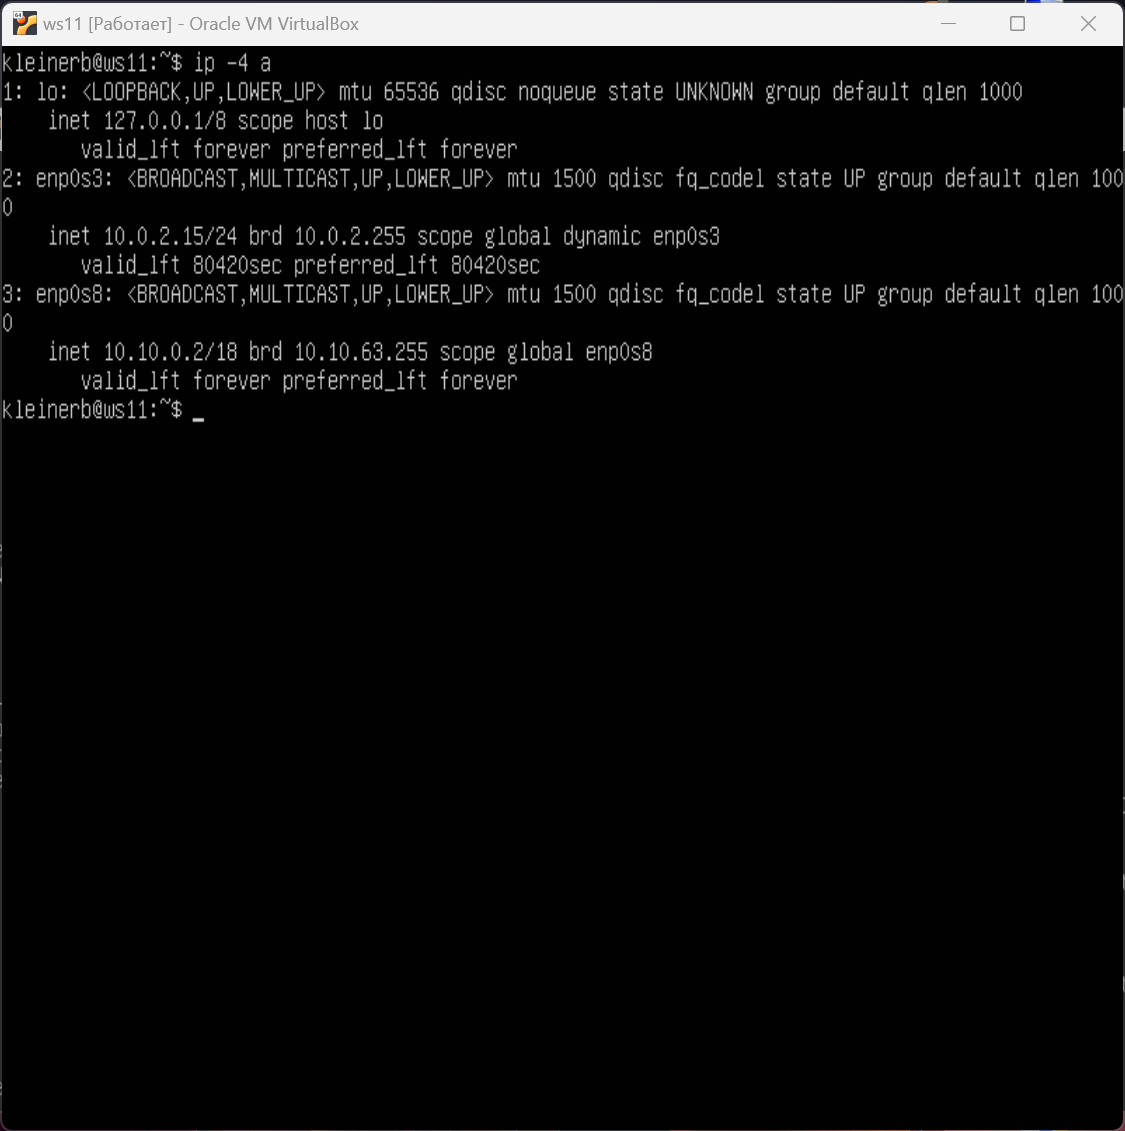 ws11 [Работает] - Oracle VM VirtualBox
kleinerb@ws11:~$ ip -4 a
1: lo: <LOOPBACK,UP,LOWER_UP> mtu 65536 qdisc noqueue state UNKNOWN group default qlen 1000
    inet 127.0.0.1/8 scope host lo
       valid_lft forever preferred_lft forever
2: enp0s3: <BROADCAST,MULTICAST,UP,LOWER_UP> mtu 1500 qdisc fq_codel state UP group default qlen 100
0
    inet 10.0.2.15/24 brd 10.0.2.255 scope global dynamic enp0s3
       valid_lft 80420sec preferred_lft 80420sec
3: enp0s8: <BROADCAST,MULTICAST,UP,LOWER_UP> mtu 1500 qdisc fq_codel state UP group default qlen 100
0
    inet 10.10.0.2/18 brd 10.10.63.255 scope global enp0s8
       valid_lft forever preferred_lft forever
kleinerb@ws11:~$ _